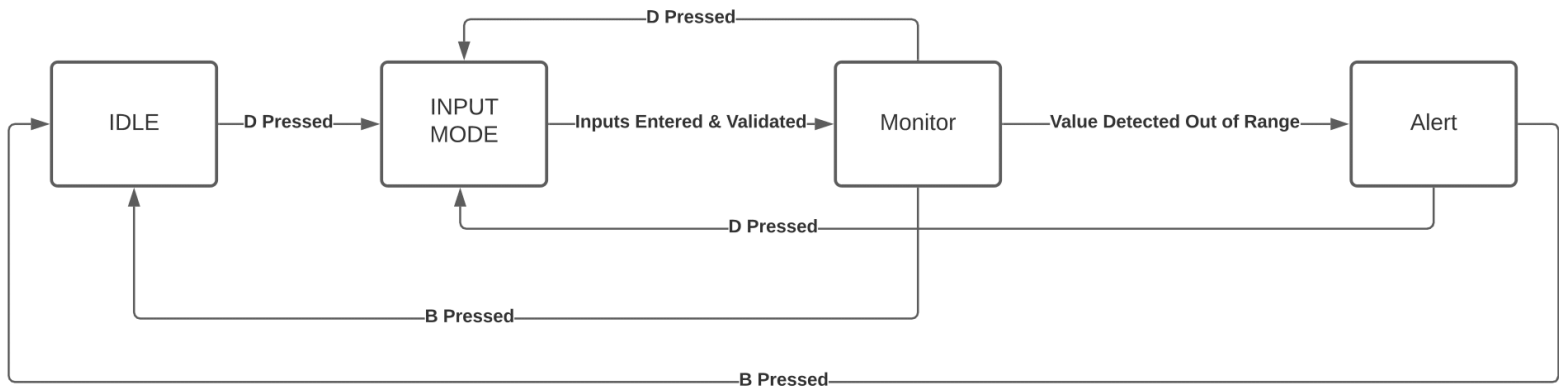 D Pressed
IDLE
D Pressed
INPUT
MODE
Inputs Entered & Validated
Monitor
Value Detected Out of Range
Alert
D Pressed
B Pressed
B Pressed